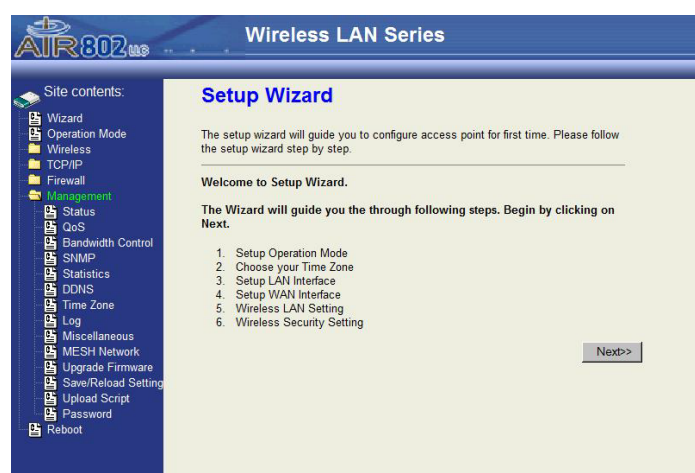 AIR802 LLC
Wireless LAN Series
Site contents:
Wizard
Operation Mode
Wireless
TCP/IP
Firewall
Management
Status
QoS
Bandwidth Control
SNMP
Statistics
DDNS
Time Zone
Log
Miscellaneous
MESH Network
Upgrade Firmware
Save/Reload Setting
Upload Script
Password
Reboot
Setup Wizard
The setup wizard will guide you to configure access point for first time. Please follow
the setup wizard step by step.
Welcome to Setup Wizard.
The Wizard will guide you the through following steps. Begin by clicking on
Next.
1. Setup Operation Mode
2. Choose your Time Zone
3. Setup LAN Interface
4. Setup WAN Interface
5. Wireless LAN Setting
6. Wireless Security Setting
Next>>